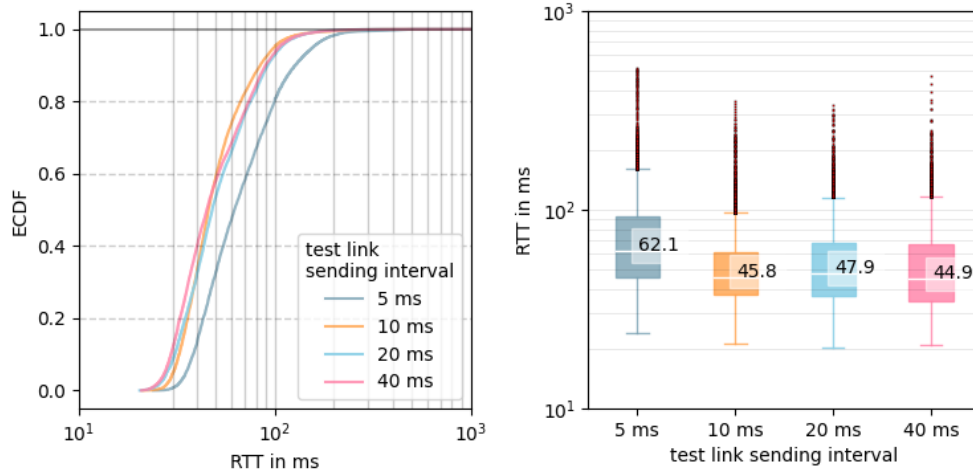 1.0
0.8
0.6
0.4
0.2
0.0
ECDF
10¹
10²
10³
RTT in ms
test link
sending interval
5 ms
10 ms
20 ms
40 ms
10³
10²
10¹
RTT in ms
62.1
45.8
47.9
44.9
5 ms
10 ms
20 ms
40 ms
test link sending interval